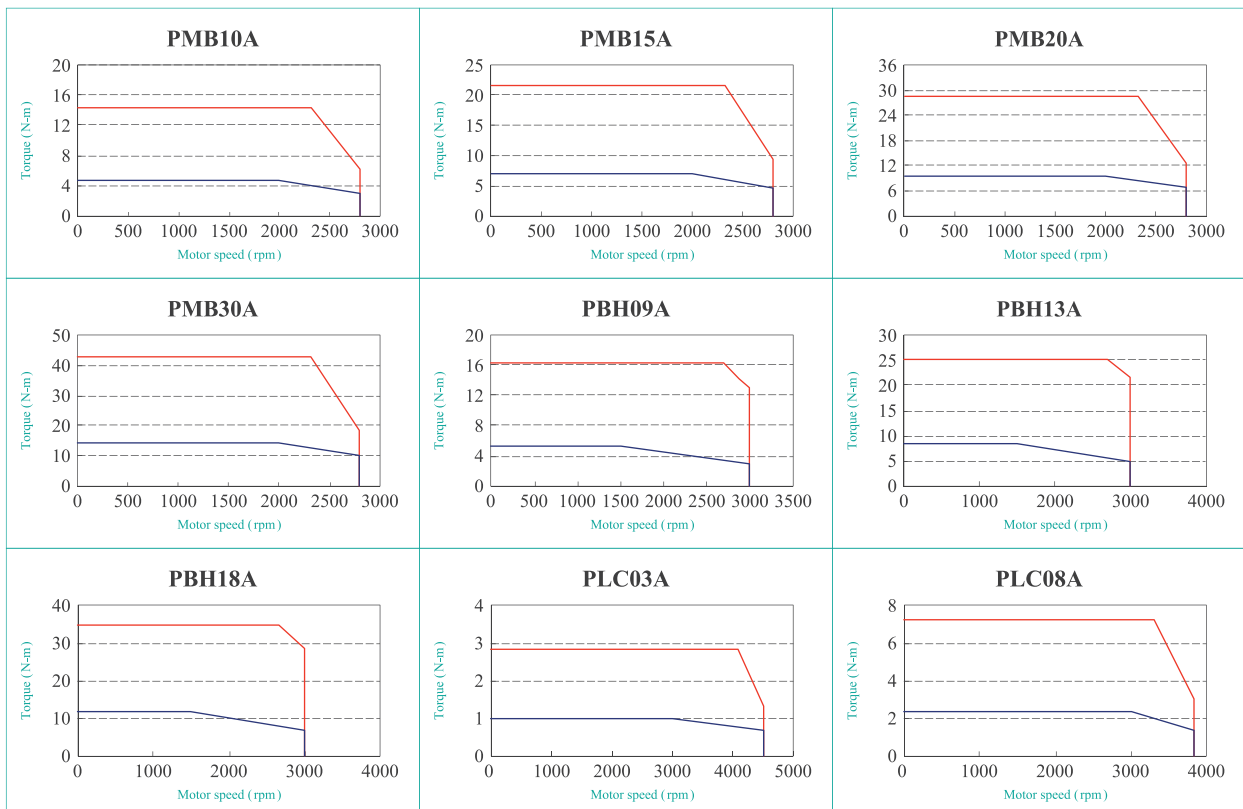 PMB10A
20
16
12
8
4
0
Torque ( N-m )
0 500 1000 1500 2000 2500 3000
Motor speed ( rpm )
PMB15A
25
20
15
10
5
0
Torque ( N-m )
0 500 1000 1500 2000 2500 3000
Motor speed ( rpm )
PMB20A
36
30
24
18
12
6
0
Torque ( N-m )
0 500 1000 1500 2000 2500 3000
Motor speed ( rpm )
PMB30A
50
40
30
20
10
0
Torque ( N-m )
0 500 1000 1500 2000 2500 3000
Motor speed ( rpm )
PBH09A
20
16
12
8
4
0
Torque ( N-m )
0 500 1000 1500 2000 2500 3000 3500
Motor speed ( rpm )
PBH13A
30
25
20
15
10
5
0
Torque ( N-m )
0 1000 2000 3000 4000
Motor speed ( rpm )
PBH18A
40
30
20
10
0
Torque ( N-m )
0 1000 2000 3000 4000
Motor speed ( rpm )
PLC03A
4
3
2
1
0
Torque ( N-m )
0 1000 2000 3000 4000 5000
Motor speed ( rpm )
PLC08A
8
6
4
2
0
Torque ( N-m )
0 1000 2000 3000 4000
Motor speed ( rpm )